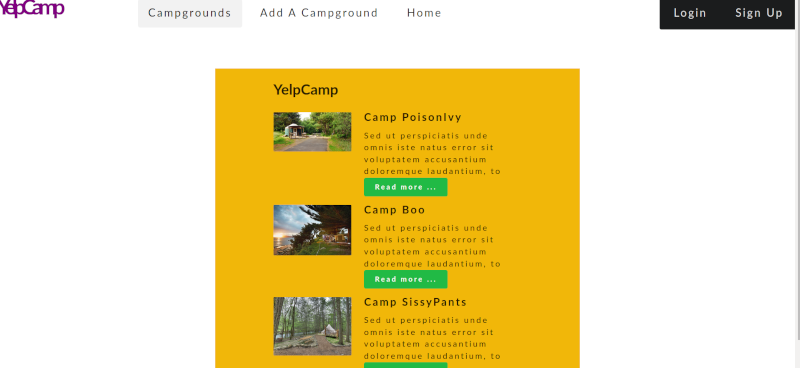 YelpCamp
Campgrounds
Add A Campground
Home
Login
Sign Up
YelpCamp
Camp PoisonIvy
Sed ut perspiciatis unde
omnis iste natus error sit
voluptatem accusantium
doloremque laudantium, to
Read more ...
Camp Boo
Sed ut perspiciatis unde
omnis iste natus error sit
voluptatem accusantium
doloremque laudantium, to
Read more ...
Camp SissyPants
Sed ut perspiciatis unde
omnis iste natus error sit
voluptatem accusantium
doloremque laudantium, to